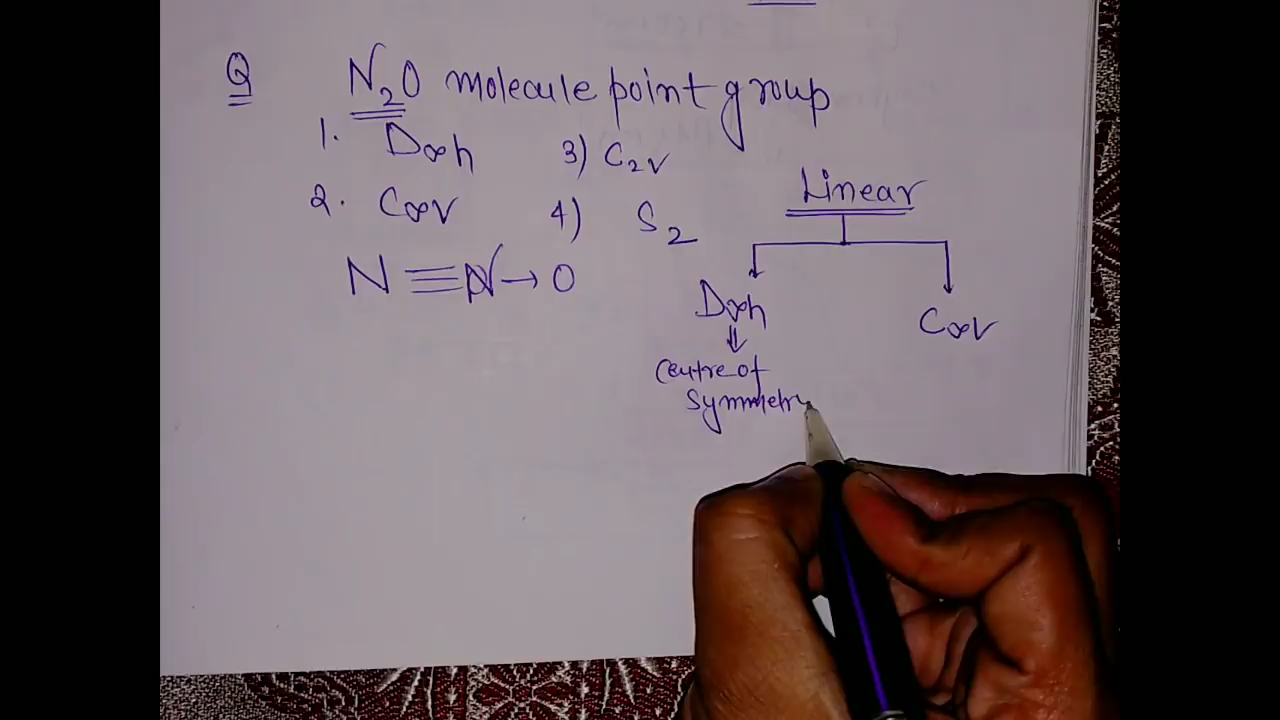 Q N₂O molecule point group
1. D∞h 3) C₂v
2. C∞v 4) S₂
Linear
N≡N→O
D∞h C∞v
Centre of
Symmetry